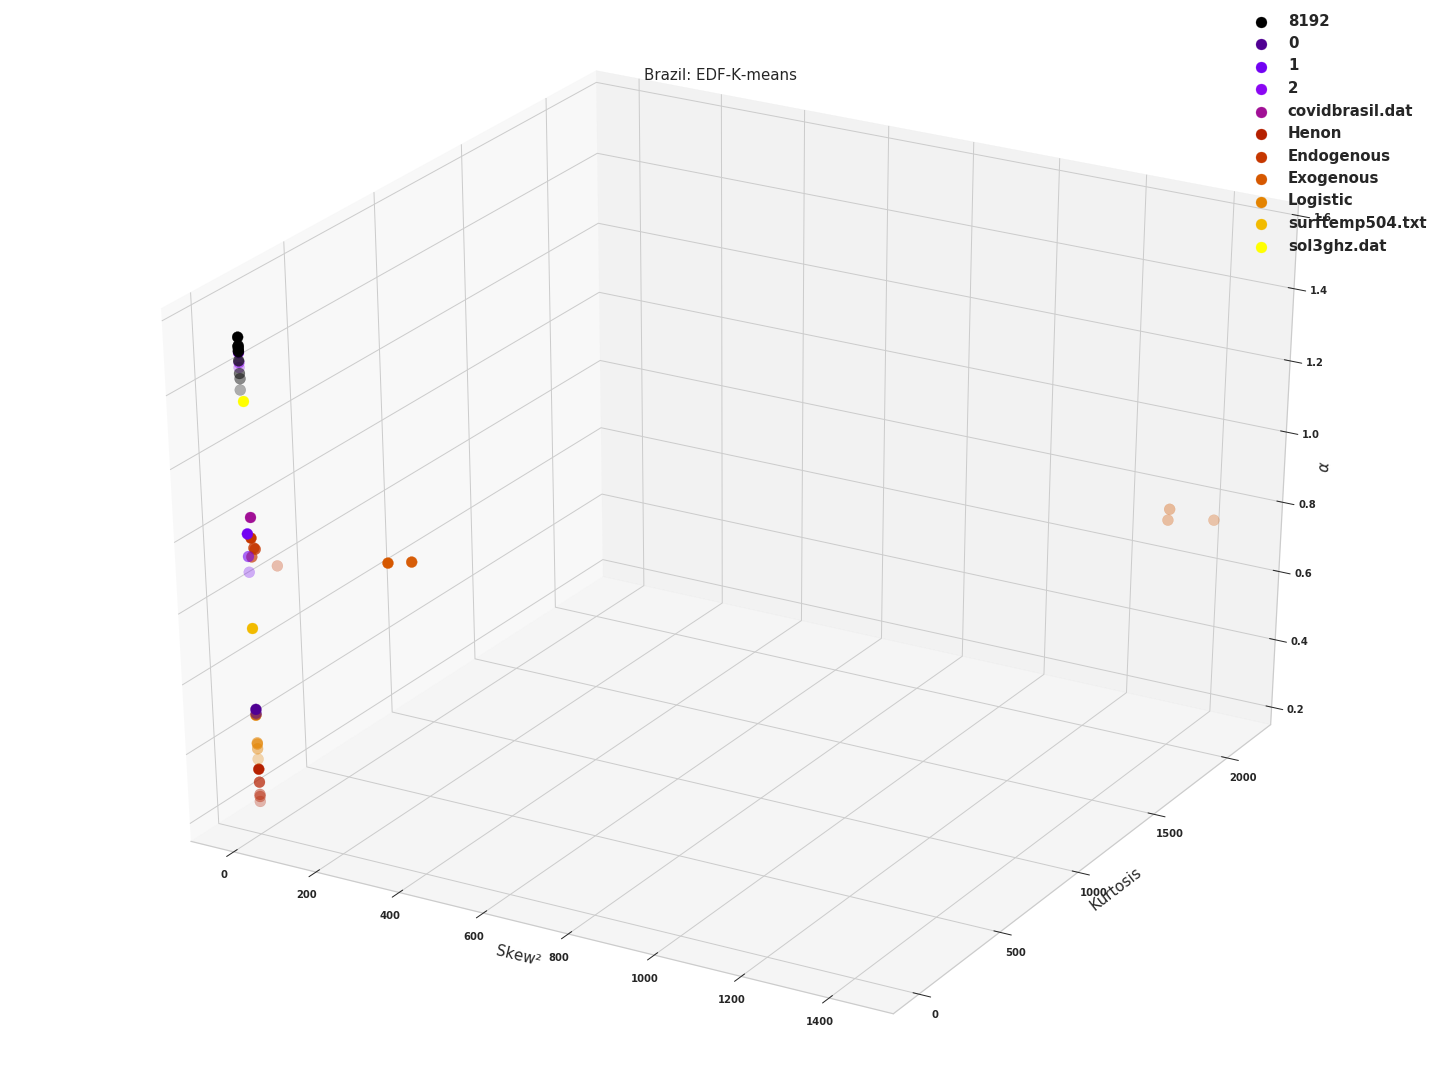 Brazil: EDF-K-means
8192
0
1
2
covidbrasil.dat
Henon
Endogenous
Exogenous
Logistic
surftemp504.txt
sol3ghz.dat
1.6
1.4
1.2
1.0
0.8
0.6
0.4
0.2
α
2000
1500
1000
500
0
Kurtosis
0
200
400
600
800
1000
1200
1400
Skew²